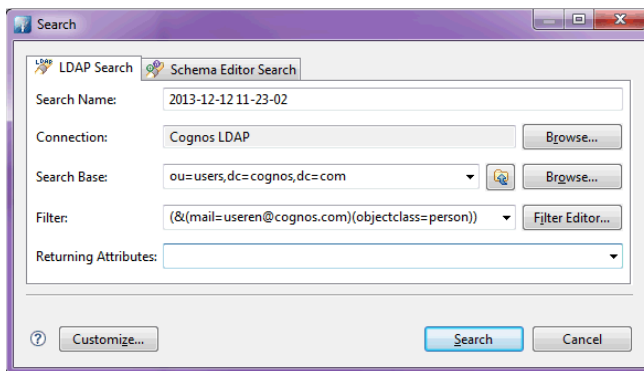 Search
LDAP LDAP Search Schema Editor Search
Search Name: 2013-12-12 11-23-02
Connection: Cognos LDAP Browse...
Search Base: ou=users,dc=cognos,dc=com Browse...
Filter: (&(mail=useren@cognos.com)(objectclass=person)) Filter Editor...
Returning Attributes:
? Customize... Search Cancel